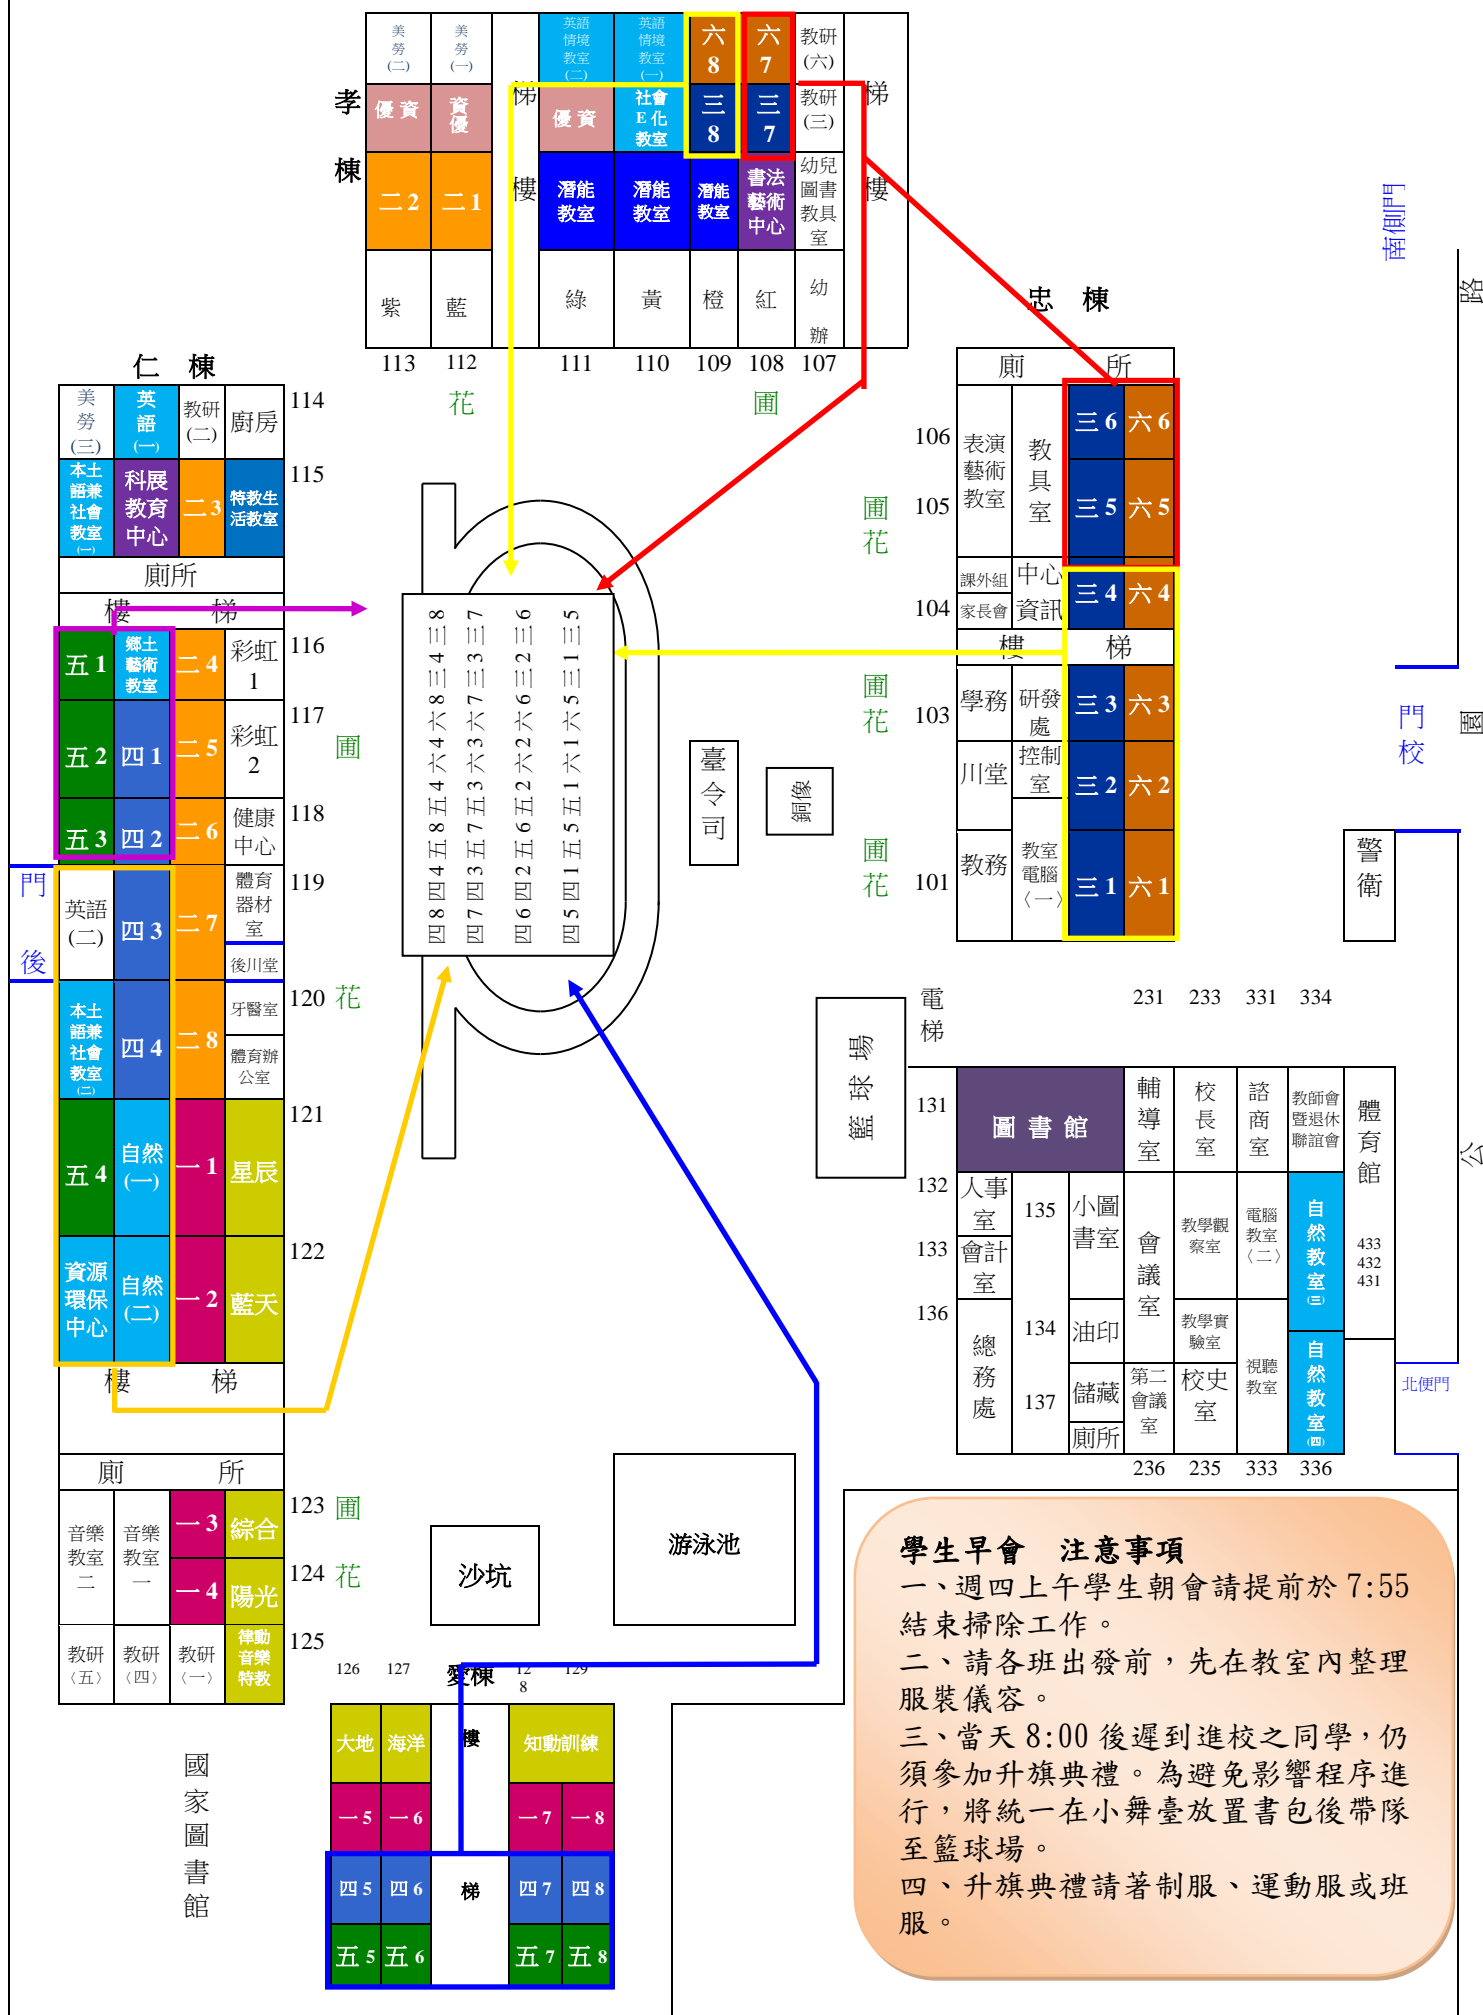 孝棟
美勞(二)
美勞(一)
英語情境教室(二)
英語情境教室(一)
六8
六7
教研(六)
優資
資優
優資
社會E化教室
三8
三7
教研(三)
梯樓
梯樓
二2
二1
潛能教室
潛能教室
潛能教室
書法藝術中心
幼兒圖書教具室
紫
藍
綠
黃
橙
紅
幼辦
113
112
111
110
109
108
107
花
圃
南側門
路
園
公
仁棟
美勞(三)
英語(一)
教研(二)
廚房
114
本土語兼社會教室(一)
科展教育中心
二3
特教生活教室
115
廁所
樓梯
五1
鄉土藝術教室
二4
彩虹1
116
五2
四1
二5
彩虹2
117
圃
五3
四2
二6
健康中心
118
門後
英語(二)
四3
二7
體育器材室
119
後川堂
本土語兼社會教室(二)
四4
二8
牙醫室
120
花
體育辦公室
五4
自然(一)
一1
星辰
121
資源環保中心
自然(二)
一2
藍天
122
樓梯
廁所
音樂教室二
音樂教室一
一3
綜合
123
圃
一4
陽光
124
花
教研〈五〉
教研〈四〉
教研〈一〉
律動音樂特教
125
四8四4五8五4六4六8三4三8
四7四3五7五3六3六7三3三7
四6四2五6五2六2六6三2三6
四5四1五5五1六1六5三1三5
臺令司
銅像
忠棟
廁所
106
表演藝術教室
教具室
三6
六6
圃花
105
三5
六5
課外組
中心資訊
三4
六4
104
家長會
樓梯
圃花
103
學務
研發處
三3
六3
川堂
控制室
三2
六2
圃花
101
教務
教室電腦〈一〉
三1
六1
門校
警衛
籃球場
電梯
231
233
331
334
131
圖書館
輔導室
校長室
諮商室
教師會暨退休聯誼會
體育館
433
432
431
132
人事室
135
小圖書室
會議室
教學觀察室
電腦教室〈二〉
自然教室(三)
133
會計室
136
總務處
134
油印
教學實驗室
視聽教室
自然教室(四)
北便門
137
儲藏
第二會議室
校史室
廁所
236
235
333
336
沙坑
游泳池
126
127
愛棟
128
129
大地
海洋
樓
知動訓練
一5
一6
一7
一8
四5
四6
梯
四7
四8
五5
五6
五7
五8
國家圖書館
學生早會 注意事項
一、週四上午學生朝會請提前於 7:55
結束掃除工作。
二、請各班出發前，先在教室內整理
服裝儀容。
三、當天 8:00 後遲到進校之同學，仍
須參加升旗典禮。為避免影響程序進
行，將統一在小舞臺放置書包後帶隊
至籃球場。
四、升旗典禮請著制服、運動服或班
服。